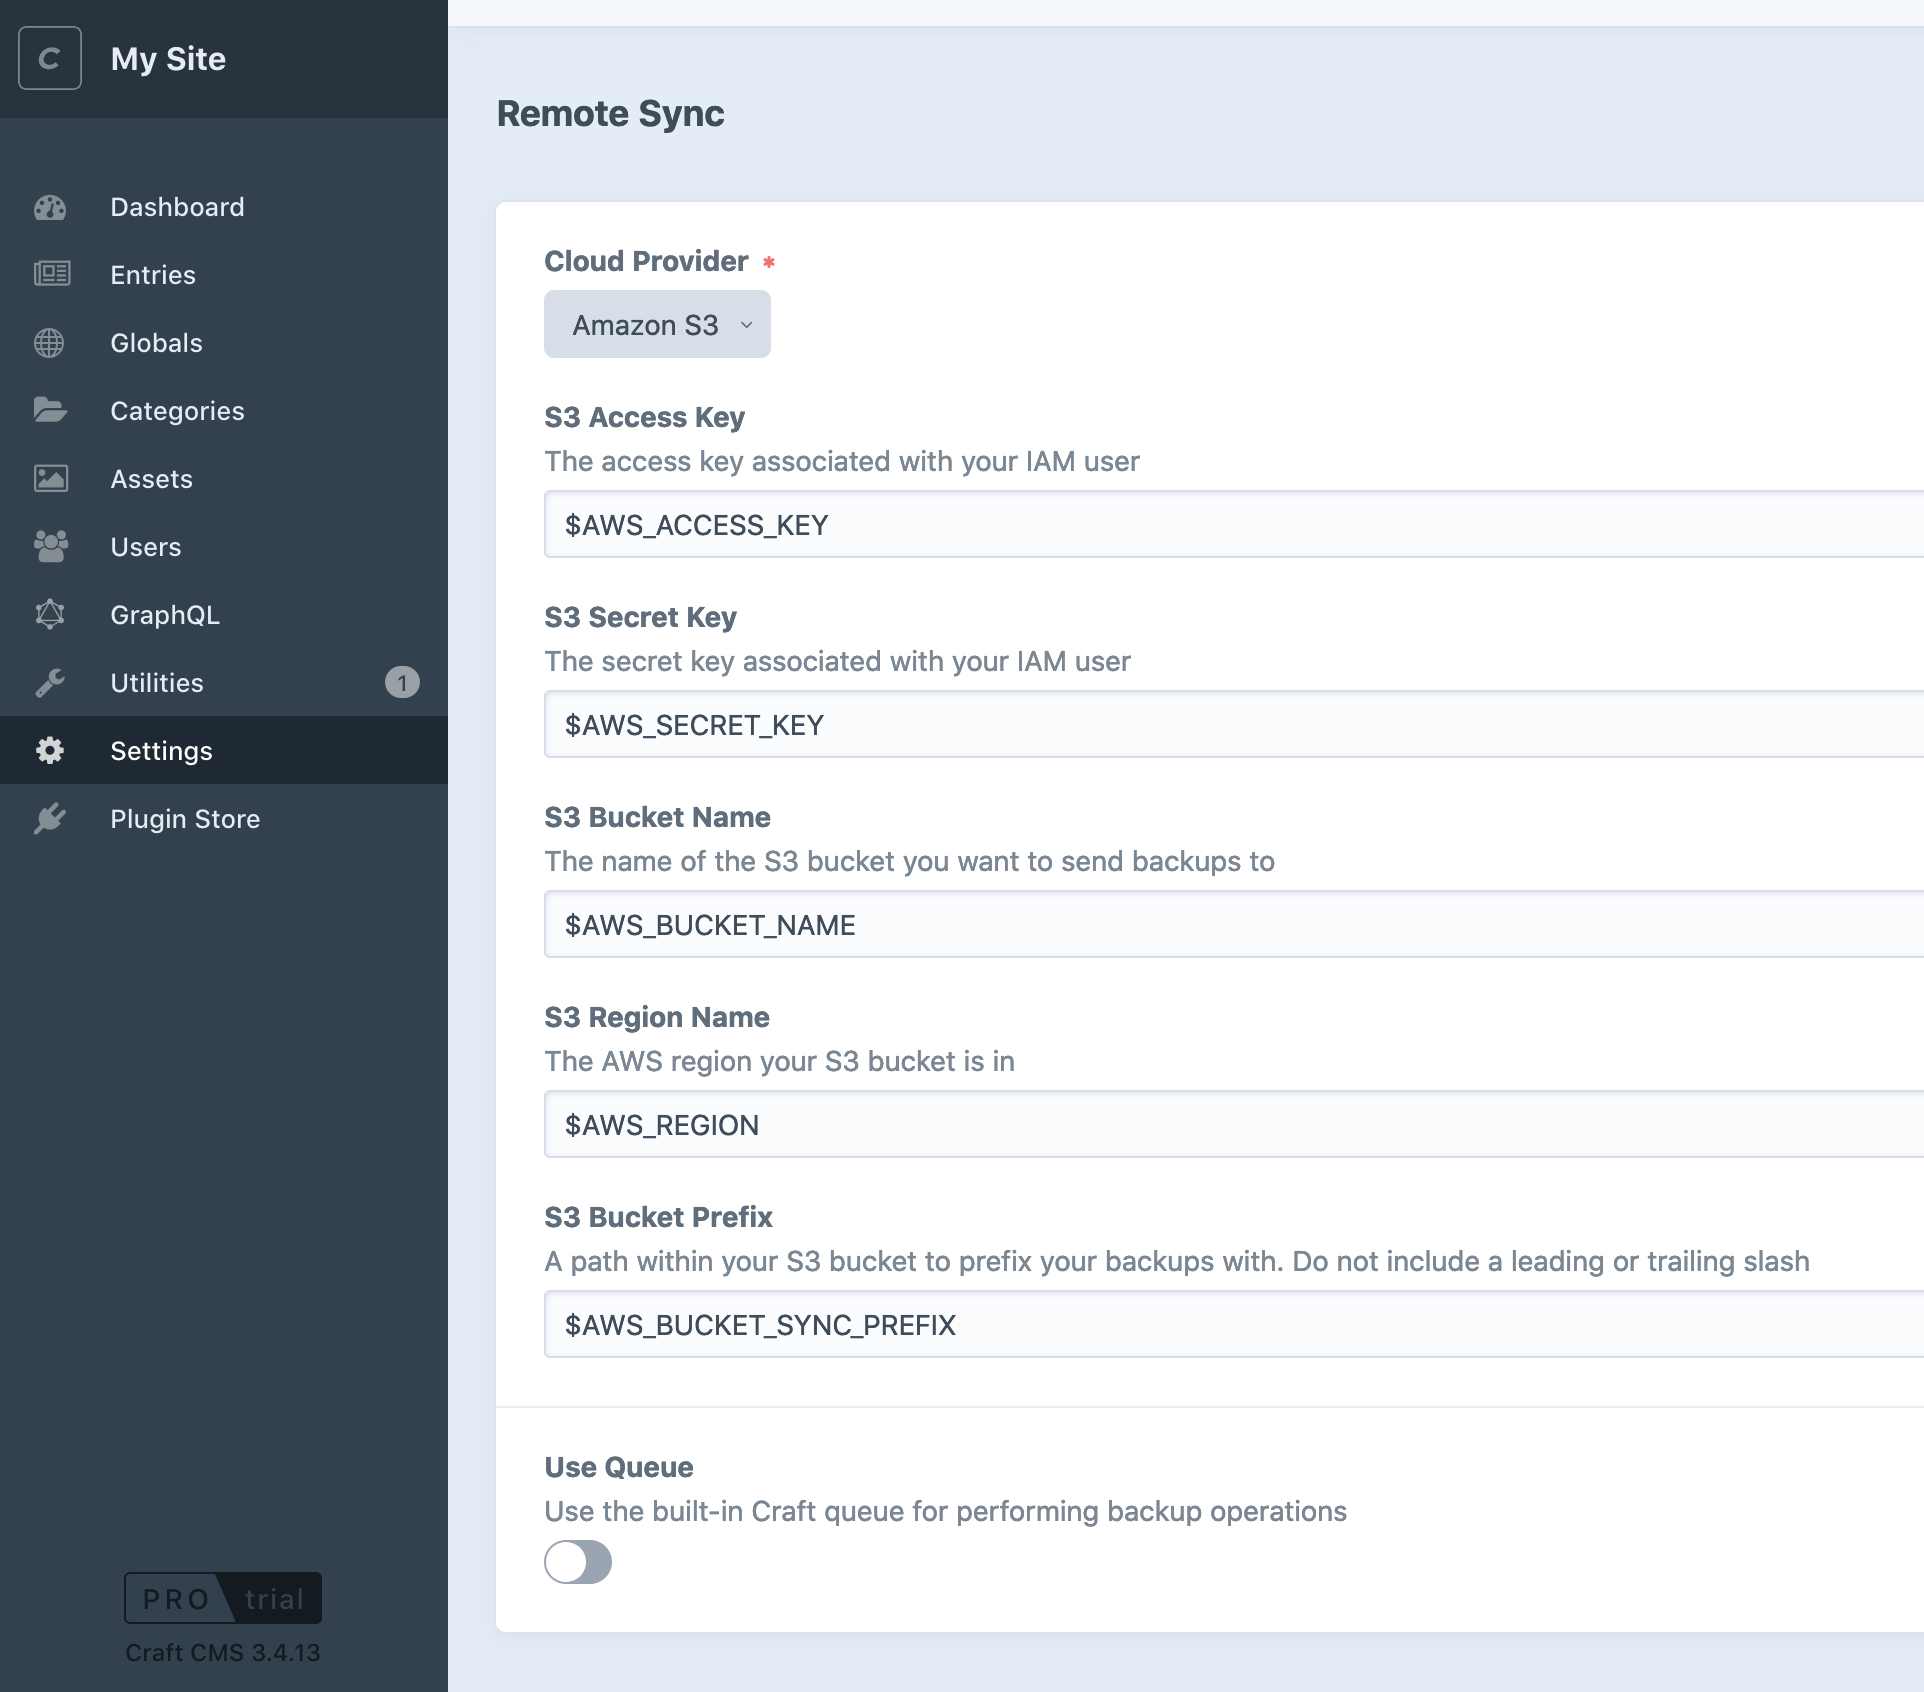 C
My Site
Dashboard
Entries
Globals
Categories
Assets
Users
GraphQL
Utilities 1
Settings
Plugin Store
PRO trial
Craft CMS 3.4.13
Remote Sync
Cloud Provider *
Amazon S3
S3 Access Key
The access key associated with your IAM user
$AWS_ACCESS_KEY
S3 Secret Key
The secret key associated with your IAM user
$AWS_SECRET_KEY
S3 Bucket Name
The name of the S3 bucket you want to send backups to
$AWS_BUCKET_NAME
S3 Region Name
The AWS region your S3 bucket is in
$AWS_REGION
S3 Bucket Prefix
A path within your S3 bucket to prefix your backups with. Do not include a leading or trailing slash
$AWS_BUCKET_SYNC_PREFIX
Use Queue
Use the built-in Craft queue for performing backup operations